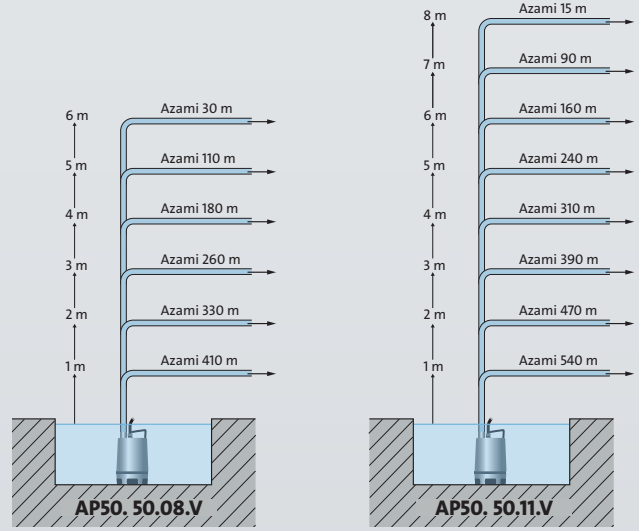 6 m
Azami 30 m
5 m
Azami 110 m
4 m
Azami 180 m
3 m
Azami 260 m
2 m
Azami 330 m
1 m
Azami 410 m
AP50. 50.08.V
8 m
Azami 15 m
7 m
Azami 90 m
6 m
Azami 160 m
5 m
Azami 240 m
4 m
Azami 310 m
3 m
Azami 390 m
2 m
Azami 470 m
1 m
Azami 540 m
AP50. 50.11.V